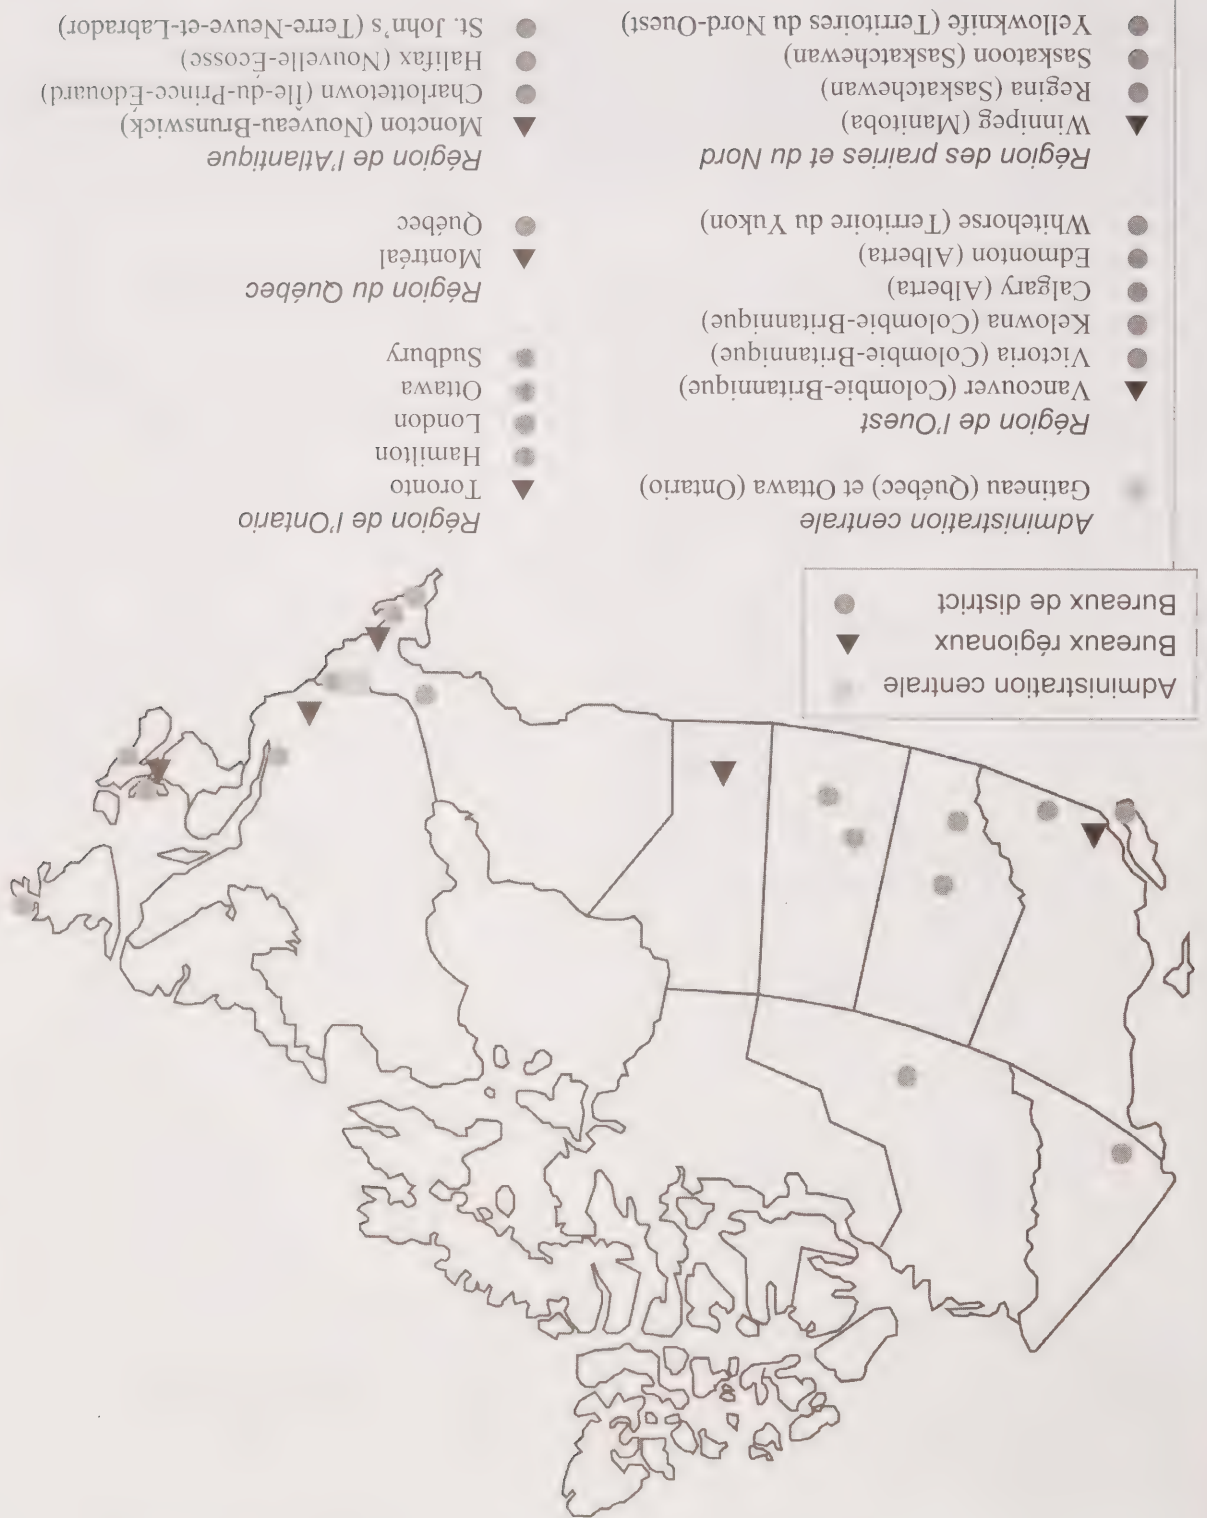 Administration centrale
Bureaux régionaux
Bureaux de district
Administration centrale
Gatineau (Québec) et Ottawa (Ontario)
Région de l'Ouest
Vancouver (Colombie-Britannique)
Victoria (Colombie-Britannique)
Kelowna (Colombie-Britannique)
Calgary (Alberta)
Edmonton (Alberta)
Whitehorse (Territoire du Yukon)
Région des prairies et du Nord
Winnipeg (Manitoba)
Regina (Saskatchewan)
Saskatoon (Saskatchewan)
Yellowknife (Territoires du Nord-Ouest)
Région de l'Ontario
Toronto
Hamilton
London
Ottawa
Sudbury
Région du Québec
Montréal
Québec
Région de l'Atlantique
Moncton (Nouveau-Brunswick)
Charlottetown (Île-du-Prince-Édouard)
Halifax (Nouvelle-Écosse)
St. John's (Terre-Neuve-et-Labrador)